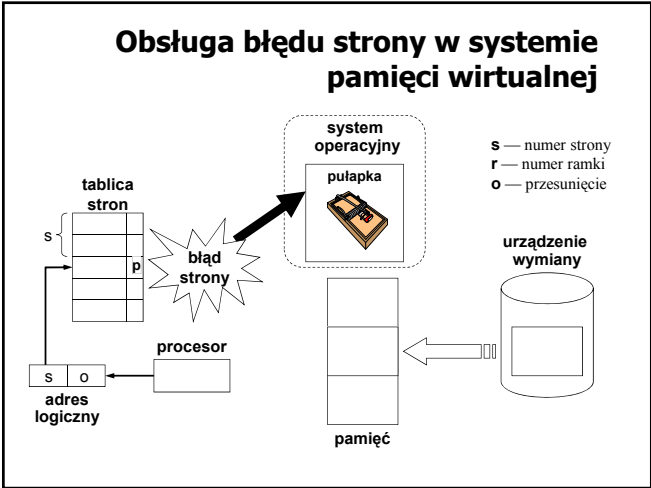 Obsługa błędu strony w systemie
pamięci wirtualnej
system
operacyjny
pułapka
s — numer strony
r — numer ramki
o — przesunięcie
tablica
stron
s
p
błąd
strony
urządzenie
wymiany
procesor
s o
adres
logiczny
pamięć